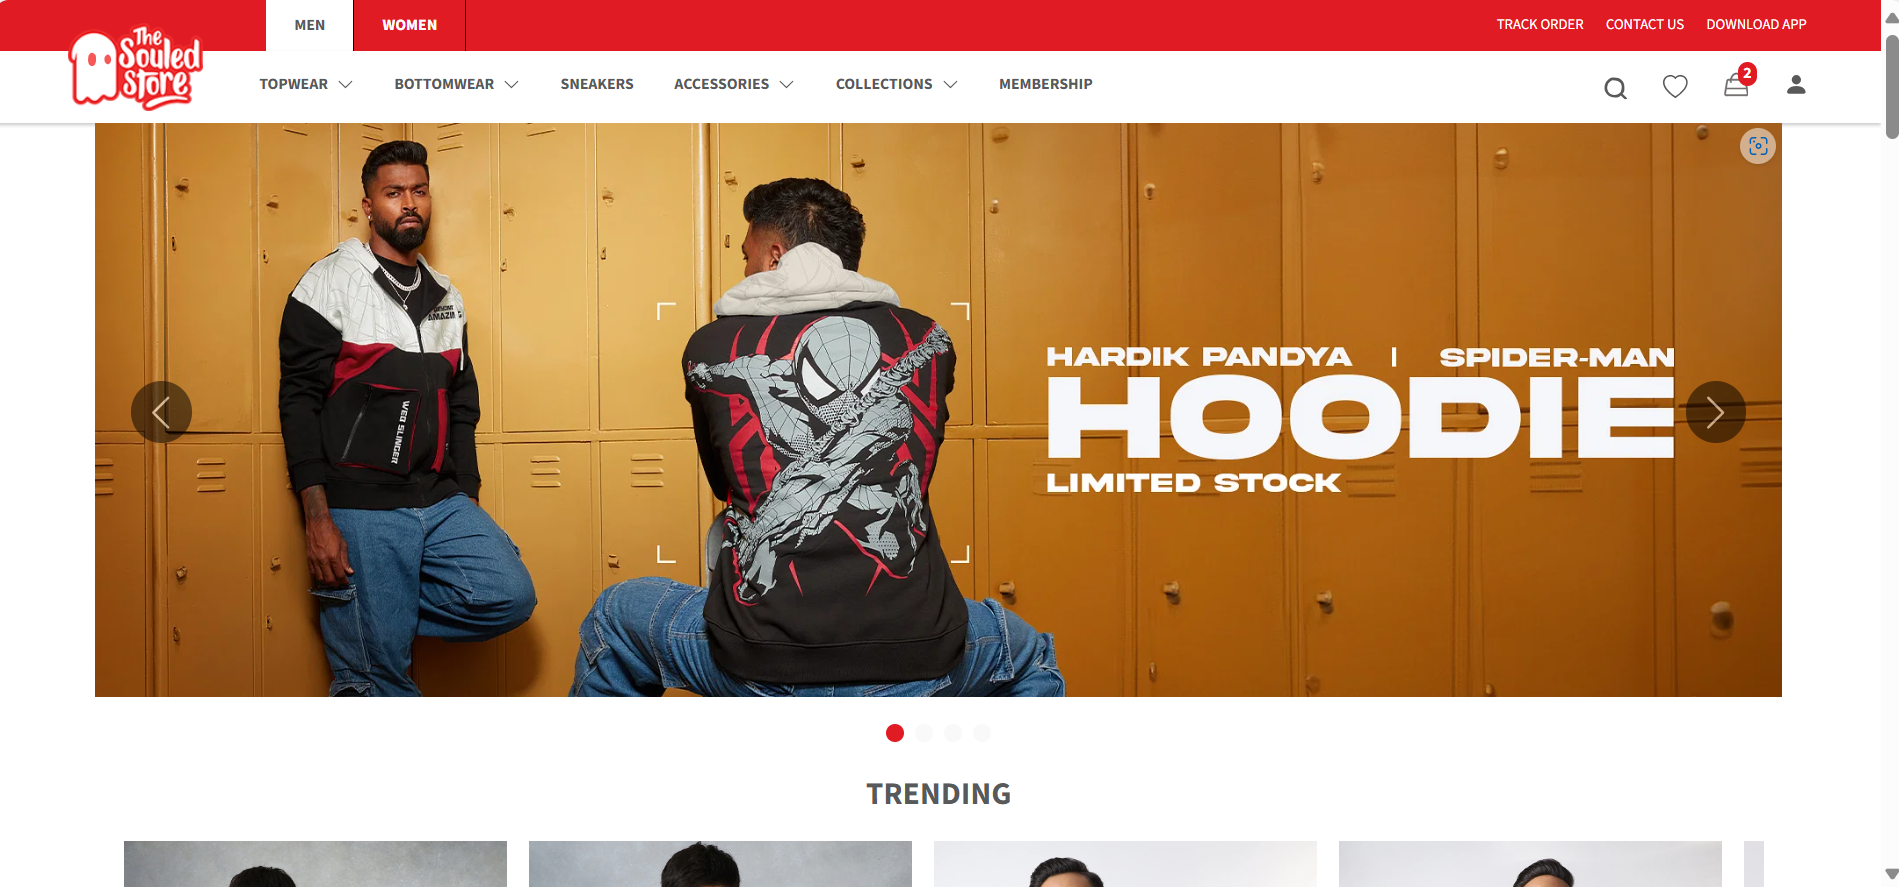 MEN WOMEN TRACK ORDER CONTACT US DOWNLOAD APP
The
Souled
Store
TOPWEAR BOTTOMWEAR SNEAKERS ACCESSORIES COLLECTIONS MEMBERSHIP
2
AMAZING
WEB SLINGER
HARDIK PANDYA | SPIDER-MAN
HOODIE
LIMITED STOCK
TRENDING